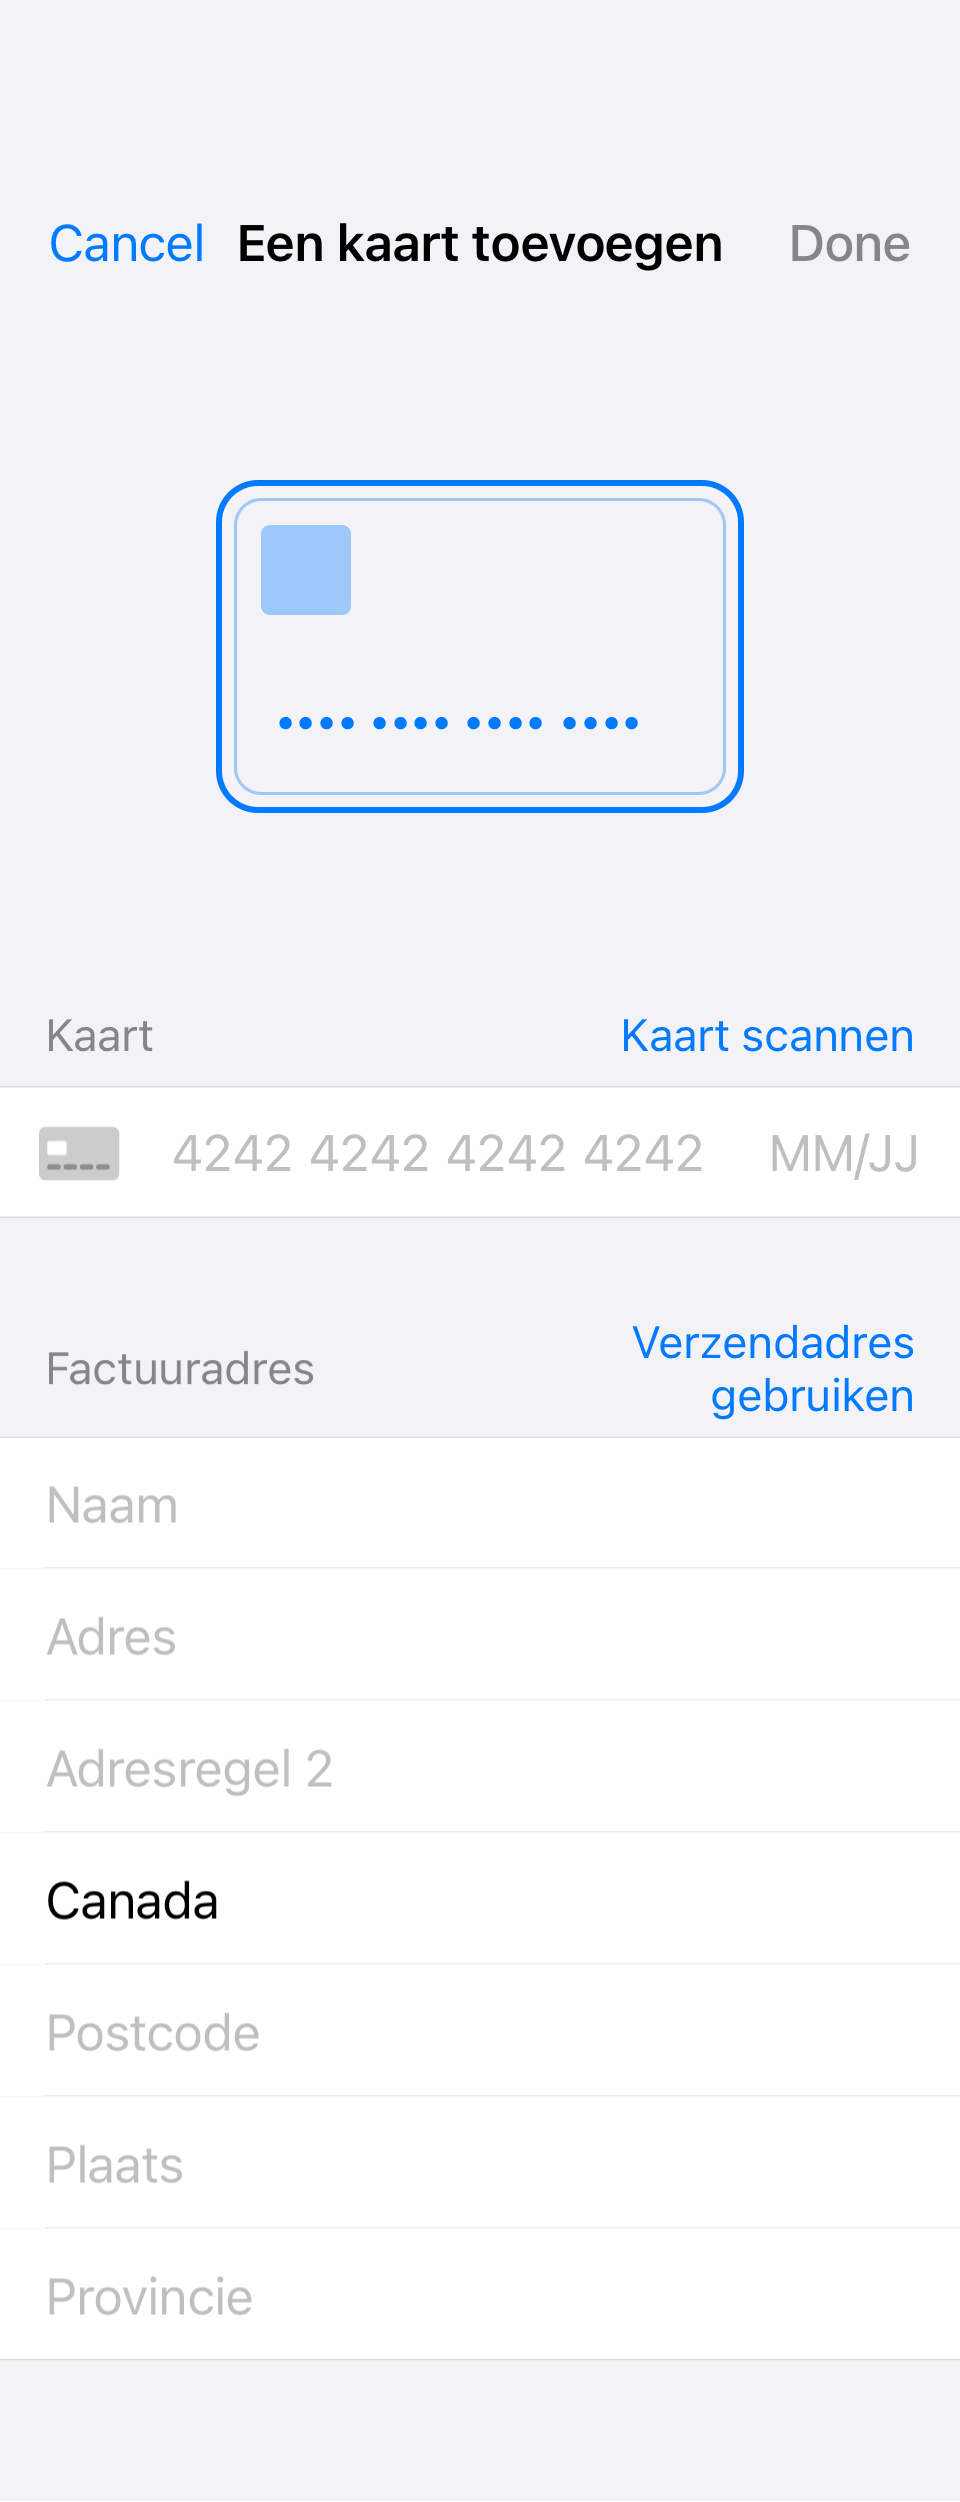 Cancel Een kaart toevoegen Done
•••• •••• •••• ••••
Kaart Kaart scannen
4242 4242 4242 4242 MM/JJ
Factuuradres Verzendadres
gebruiken
Naam
Adres
Adresregel 2
Canada
Postcode
Plaats
Provincie